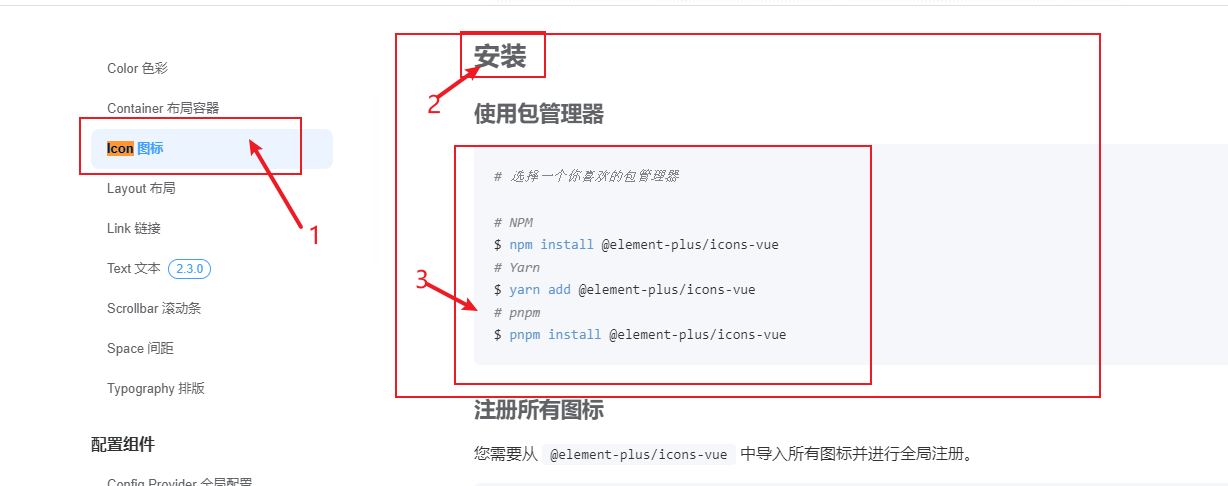 Color 色彩
Container 布局容器
Icon 图标
Layout 布局
Link 链接
Text 文本 2.3.0
Scrollbar 滚动条
Space 间距
Typography 排版
配置组件
Config Provider 全局配置
1
安装
2
使用包管理器
# 选择一个你喜欢的包管理器
# NPM
$ npm install @element-plus/icons-vue
# Yarn
$ yarn add @element-plus/icons-vue
# pnpm
$ pnpm install @element-plus/icons-vue
3
注册所有图标
您需要从 @element-plus/icons-vue 中导入所有图标并进行全局注册。